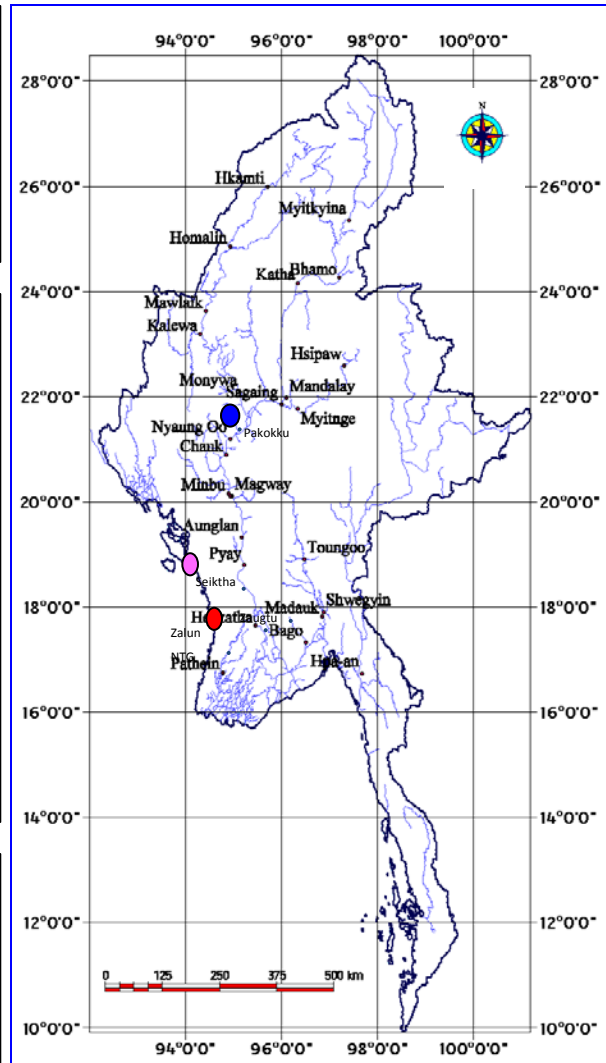 94°0'0" 96°0'0" 98°0'0" 100°0'0"
28°0'0" 28°0'0"
N
26°0'0" 26°0'0"
Hkamti
Myitkyina
Homalin
Katha Bhamo
24°0'0" 24°0'0"
Mawlaik
Kalewa
Hsipaw
Monywa
Sagaing Mandalay
22°0'0" 22°0'0"
Myitnge
Nyaung Oo Pakokku
Chauk
Minbu Magway
20°0'0" 20°0'0"
Aunglan
Pyay Toungoo
Seiktha
Madauk Shwegyin
18°0'0" 18°0'0"
Zalun Bago
NTG
Pathein Hpa-an
16°0'0" 16°0'0"
14°0'0" 14°0'0"
12°0'0" 12°0'0"
0 125 250 375 500 km
10°0'0" 10°0'0"
94°0'0" 96°0'0" 98°0'0" 100°0'0"